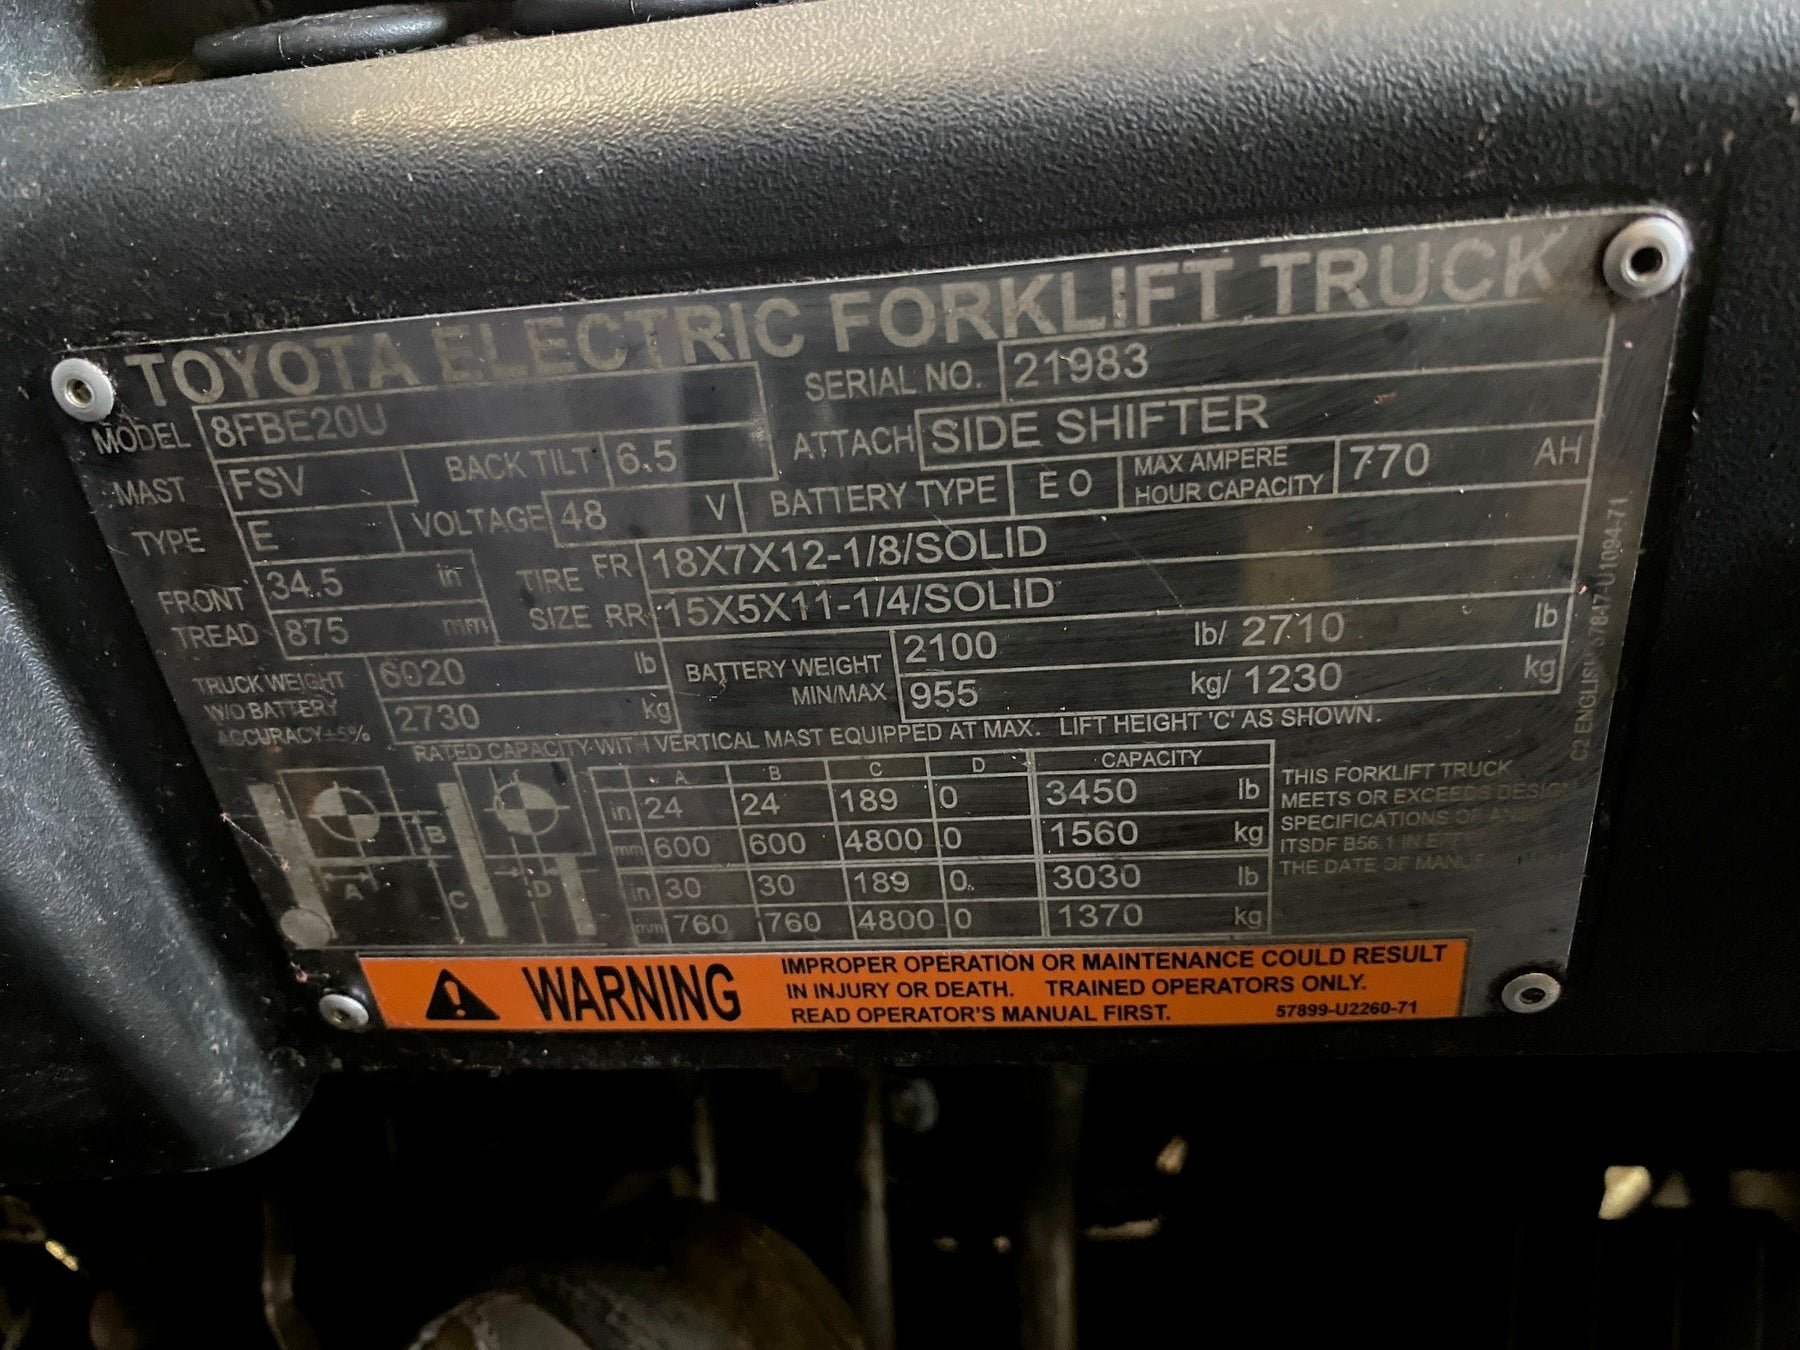 TOYOTA ELECTRIC FORKLIFT TRUCK
MODEL 8FBE20U SERIAL NO. 21983
MAST FSV BACK TILT 6.5 ATTACH SIDE SHIFTER
TYPE E VOLTAGE 48 V BATTERY TYPE E O MAX AMPERE HOUR CAPACITY 770 AH
FRONT TREAD 34.5 in
875 mm
TIRE SIZE FR 18X7X12-1/8/SOLID
RR 15X5X11-1/4/SOLID
TRUCK WEIGHT
W/O BATTERY
ACCURACY±5%
6020 lb
2730 kg
BATTERY WEIGHT
MIN/MAX
2100 lb/ 2710 lb
955 kg/ 1230 kg
RATED CAPACITY WITH VERTICAL MAST EQUIPPED AT MAX. LIFT HEIGHT 'C' AS SHOWN.
A B C D
A B C D CAPACITY
in 24 24 189 0 3450 lb
mm 600 600 4800 0 1560 kg
in 30 30 189 0 3030 lb
mm 760 760 4800 0 1370 kg
THIS FORKLIFT TRUCK
MEETS OR EXCEEDS DESIGN
SPECIFICATIONS OF
ITSDF B56.1 IN
THE DATE OF
C2 ENGLISH 57847-U1094-71
WARNING
IMPROPER OPERATION OR MAINTENANCE COULD RESULT
IN INJURY OR DEATH. TRAINED OPERATORS ONLY.
READ OPERATOR'S MANUAL FIRST. 57899-U2260-71